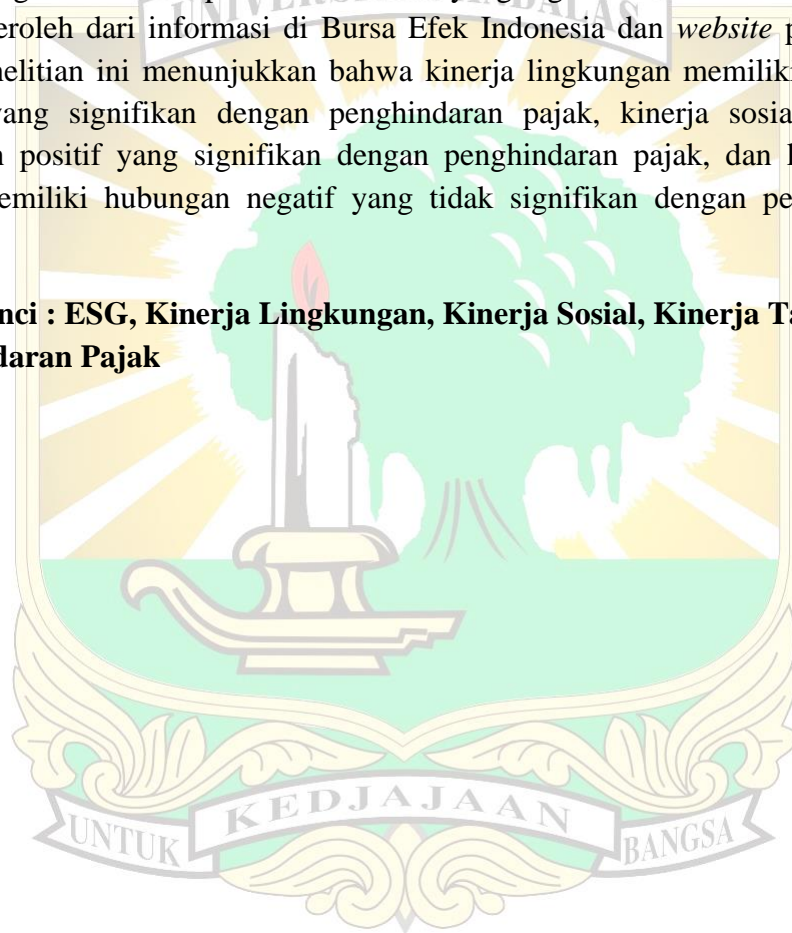 eroleh dari informasi di Bursa Efek Indonesia dan website p
nelitian ini menunjukkan bahwa kinerja lingkungan memiliki
yang signifikan dengan penghindaran pajak, kinerja sosia
positif yang signifikan dengan penghindaran pajak, dan
emiliki hubungan negatif yang tidak signifikan dengan pe
nci : ESG, Kinerja Lingkungan, Kinerja Sosial, Kinerja Ta
daran Pajak
UNTUK KEDJAJAAN BANGSA